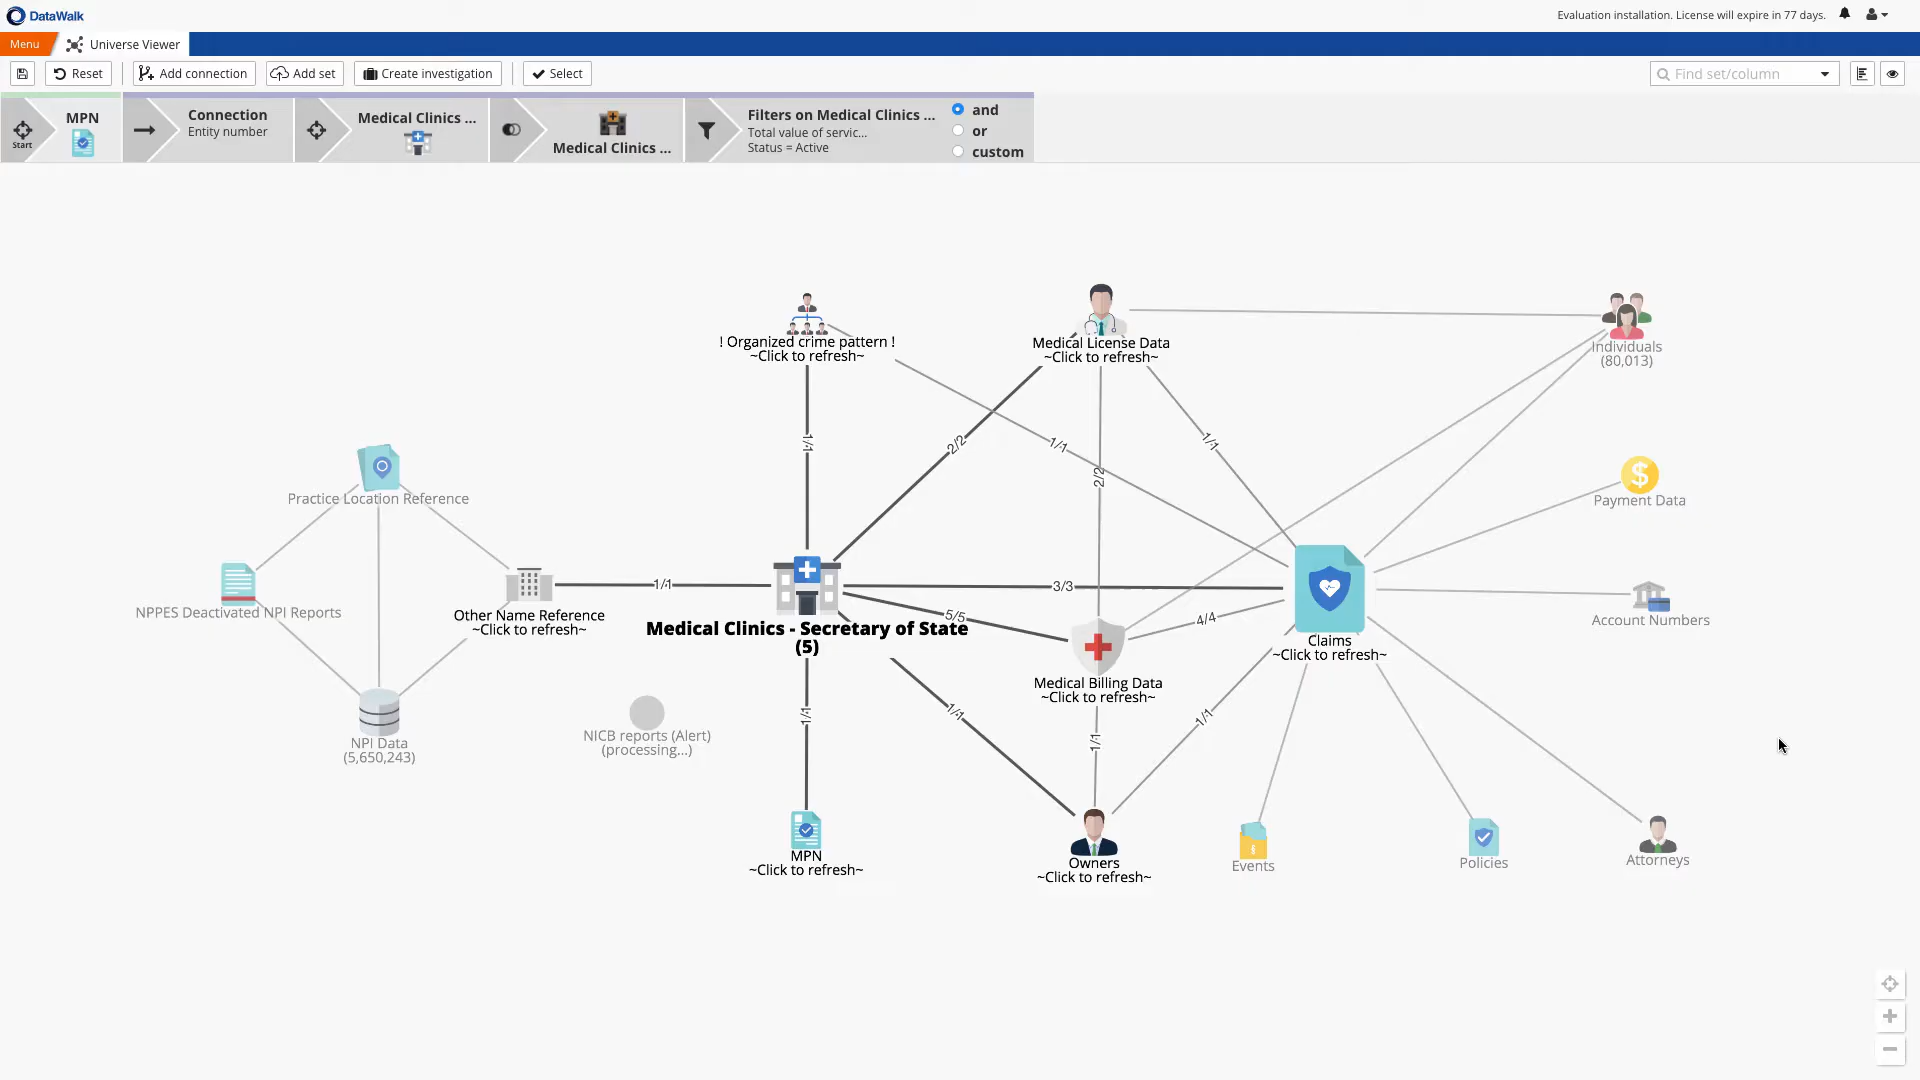 DataWalk
Evaluation installation. License will expire in 77 days.
Menu
Universe Viewer
Reset
Add connection
Add set
Create investigation
Select
Find set/column
Start
MPN
Connection
Entity number
Medical Clinics ...
Medical Clinics ...
Filters on Medical Clinics ...
Total value of servic...
Status = Active
and
or
custom
! Organized crime pattern !
~Click to refresh~
Medical License Data
~Click to refresh~
Individuals
(80,013)
1/1
2/2
1/1
2/2
1/1
Practice Location Reference
Payment Data
NPPES Deactivated NPI Reports
Other Name Reference
~Click to refresh~
1/1
Medical Clinics - Secretary of State
(5)
3/3
5/5
4/4
Claims
~Click to refresh~
Account Numbers
Medical Billing Data
~Click to refresh~
NPI Data
(5,650,243)
NICB reports (Alert)
(processing...)
1/1
1/1
1/1
1/1
MPN
~Click to refresh~
Owners
~Click to refresh~
Events
Policies
Attorneys